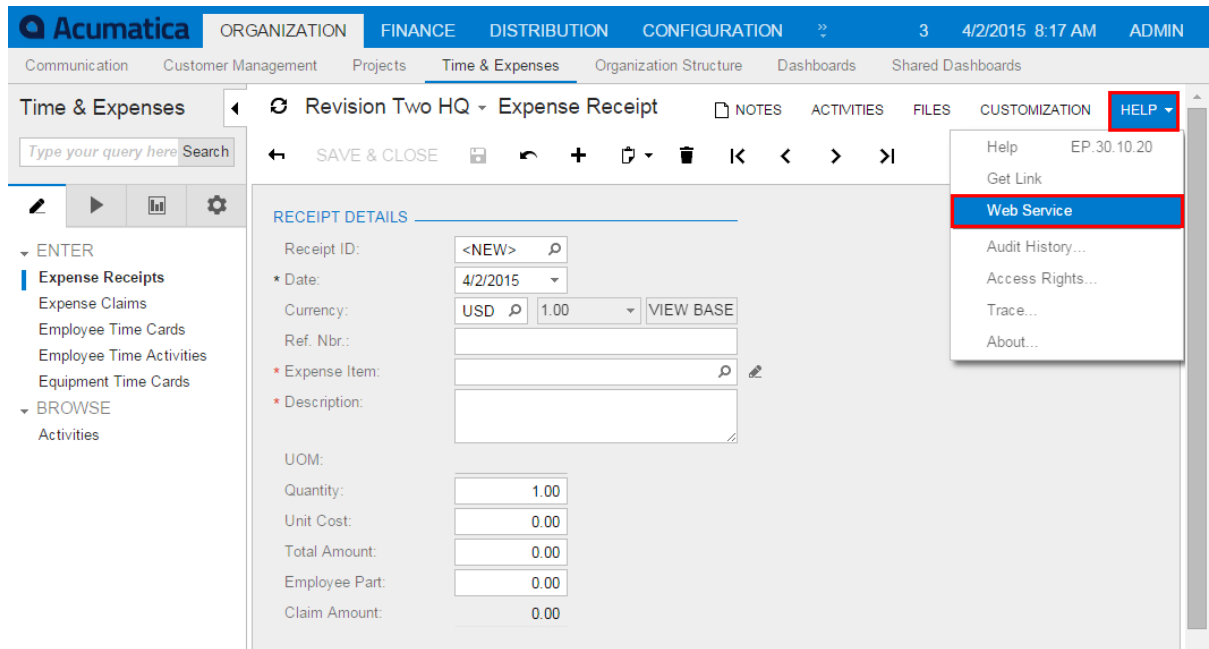 Acumatica ORGANIZATION FINANCE DISTRIBUTION CONFIGURATION 3 4/2/2015 8:17 AM ADMIN
Communication Customer Management Projects Time & Expenses Organization Structure Dashboards Shared Dashboards
Time & Expenses Revision Two HQ Expense Receipt NOTES ACTIVITIES FILES CUSTOMIZATION HELP
Type your query here Search SAVE & CLOSE
Help EP.30.10.20
Get Link
Web Service
Audit History...
Access Rights...
Trace...
About...
ENTER
Expense Receipts
Expense Claims
Employee Time Cards
Employee Time Activities
Equipment Time Cards
BROWSE
Activities
RECEIPT DETAILS
Receipt ID: <NEW>
* Date: 4/2/2015
Currency: USD 1.00 VIEW BASE
Ref. Nbr.:
* Expense Item:
* Description:
UOM:
Quantity: 1.00
Unit Cost: 0.00
Total Amount: 0.00
Employee Part: 0.00
Claim Amount: 0.00